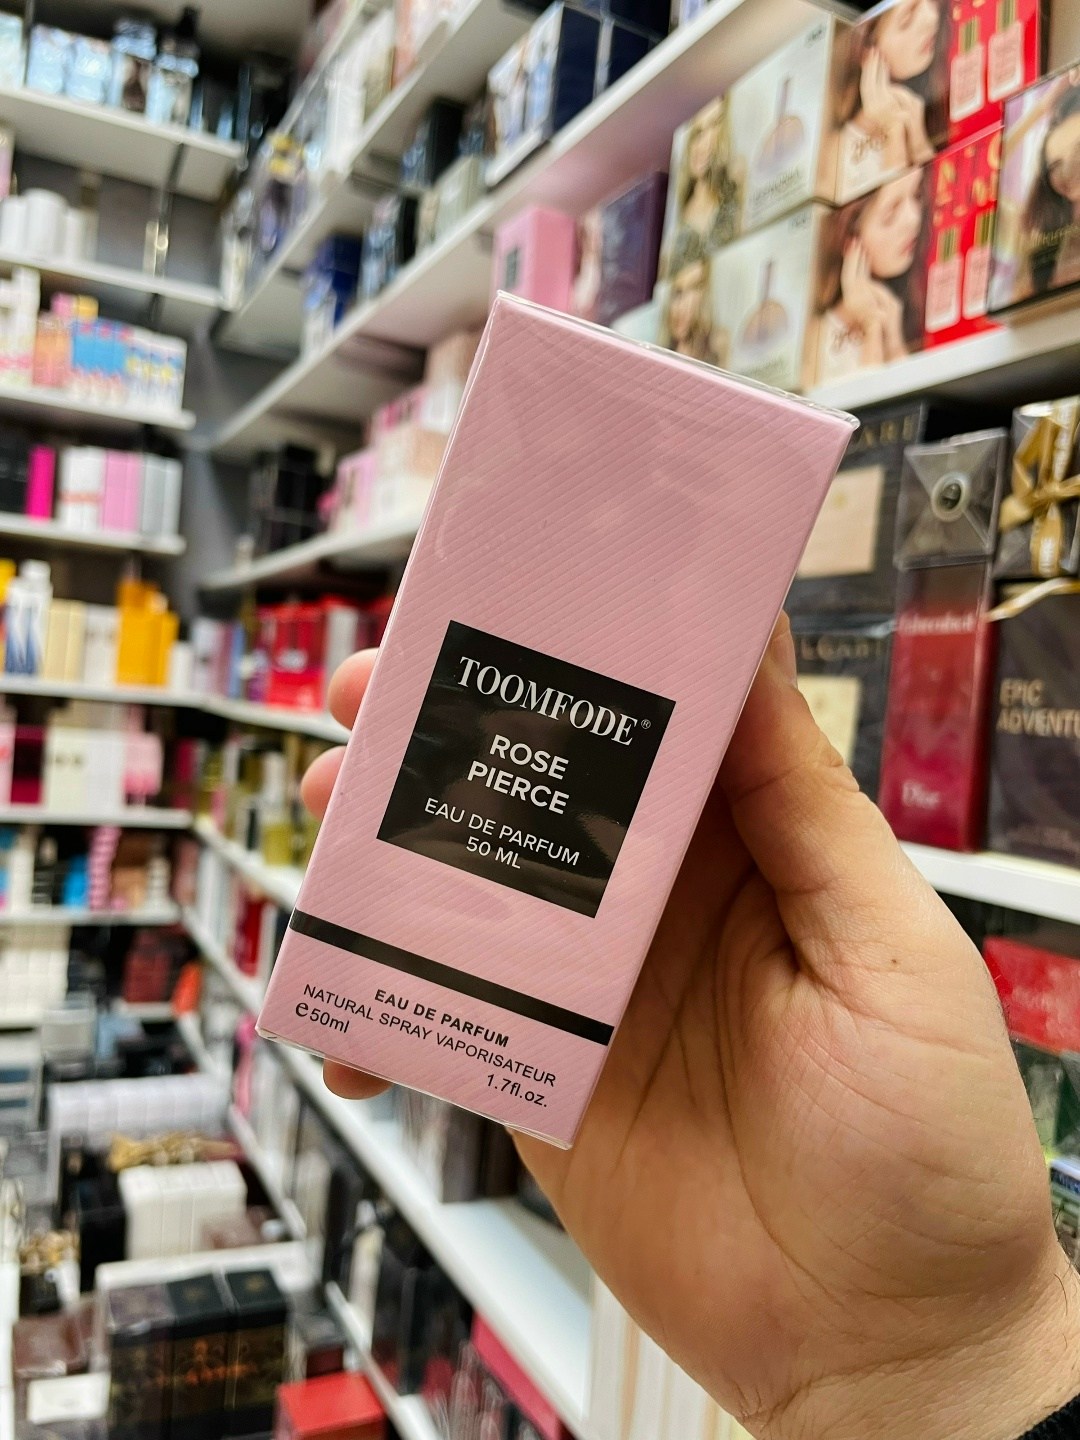 TOOMFODE®
ROSE
PIERCE
EAU DE PARFUM
50 ML
EAU DE PARFUM
NATURAL SPRAY VAPORISATEUR
℮50ml
1.7fl.oz.
Fahrenheit
Dior
EPIC